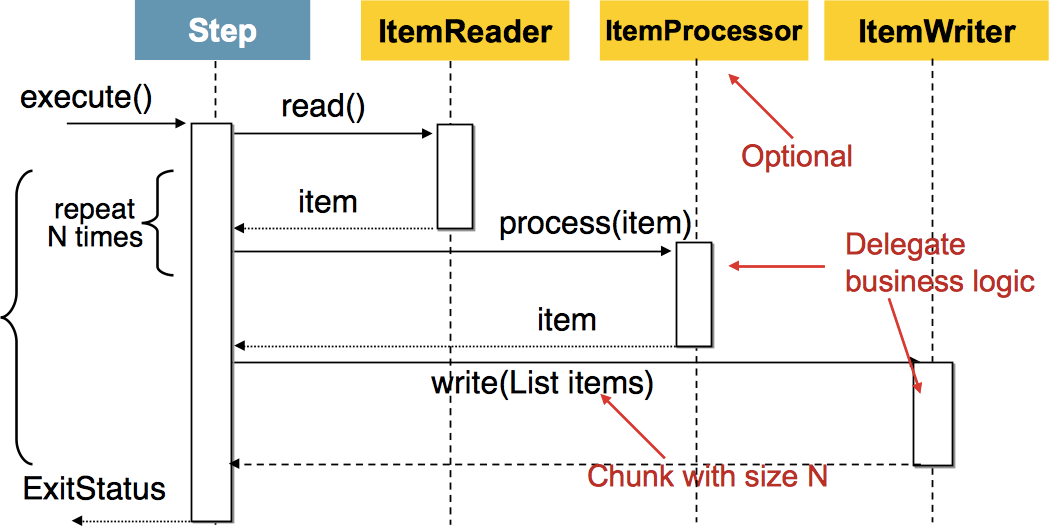 Step
ItemReader
ItemProcessor
ItemWriter
execute()
read()
Optional
item
repeat
N times
process(item)
Delegate
business logic
item
write(List items)
Chunk with size N
ExitStatus